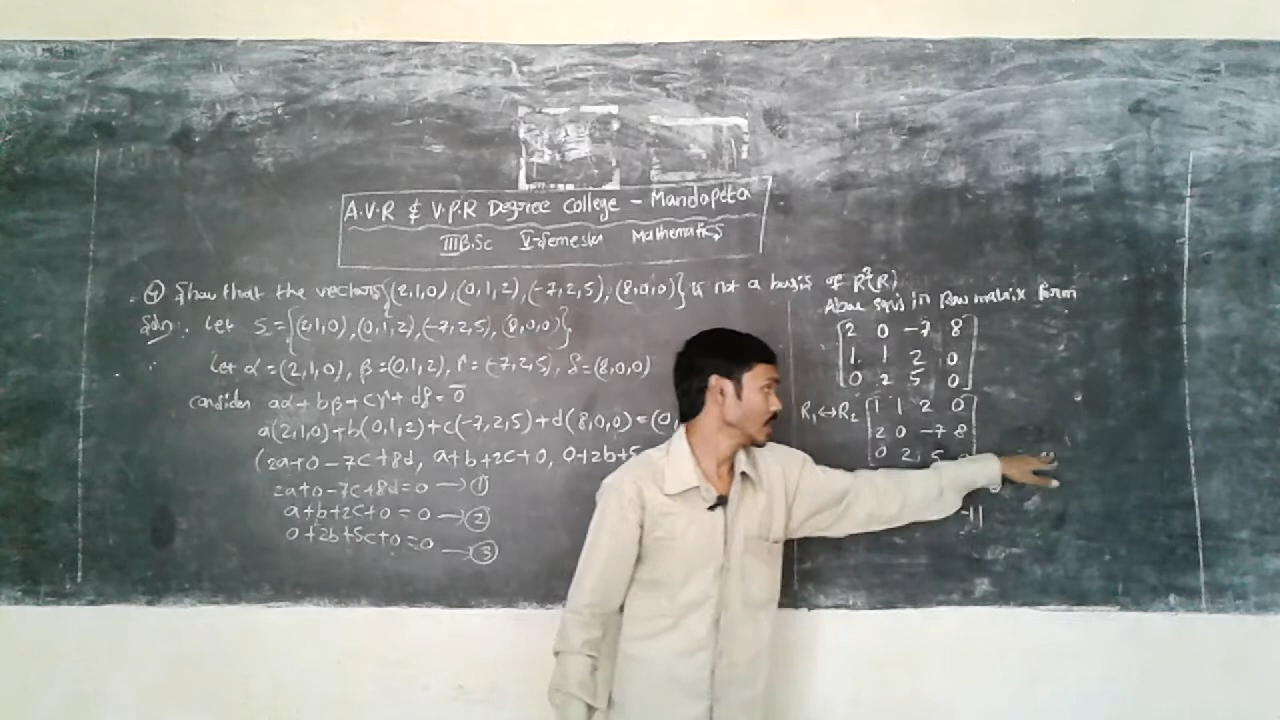 A.V.R & V.P.R Degree College - Mandapeta
III B.Sc V-Semester Mathematics
Show that the vectors {(2,1,0), (0,1,2), (-7,2,5), (8,0,0)} is not a basis of R³(R)
Soln: Let S = {(2,1,0), (0,1,2), (-7,2,5), (8,0,0)}
Let α = (2,1,0), β = (0,1,2), r = (-7,2,5), δ = (8,0,0)
consider aα + bβ + cr + dδ = 0̄
a(2,1,0) + b(0,1,2) + c(-7,2,5) + d(8,0,0) = (0,
(2a+0-7c+8d, a+b+2c+0, 0+2b+5
2a+0-7c+8d = 0 → ①
a+b+2c+0 = 0 → ②
0+2b+5c+0 = 0 → ③
in Row matrix form
[2 0 -7 8
1 1 2 0
0 2 5 0]
R₁↔R₂ [1 1 2 0
2 0 -7 8
0 2 5 0
-11